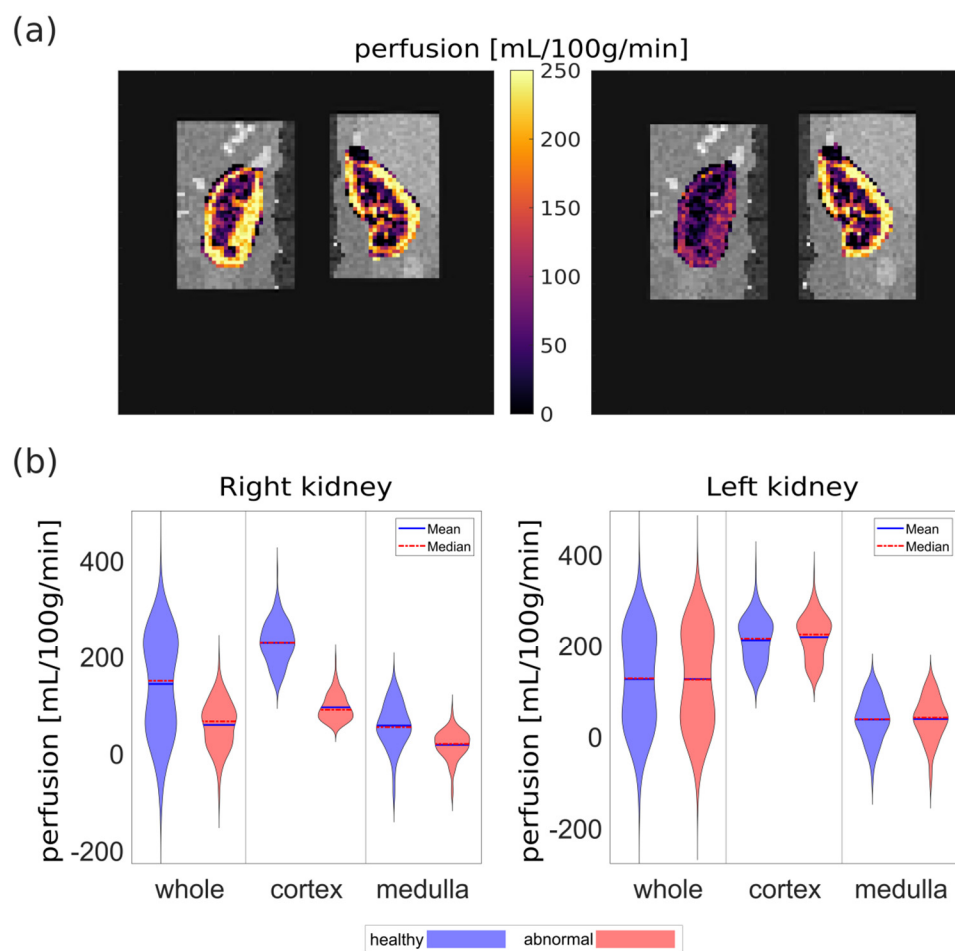 (a)
perfusion [mL/100g/min]
250
200
150
100
50
0
(b)
Right kidney
perfusion [mL/100g/min]
400
200
0
-200
Mean
Median
whole cortex medulla
Left kidney
perfusion [mL/100g/min]
400
200
0
-200
Mean
Median
whole cortex medulla
healthy abnormal